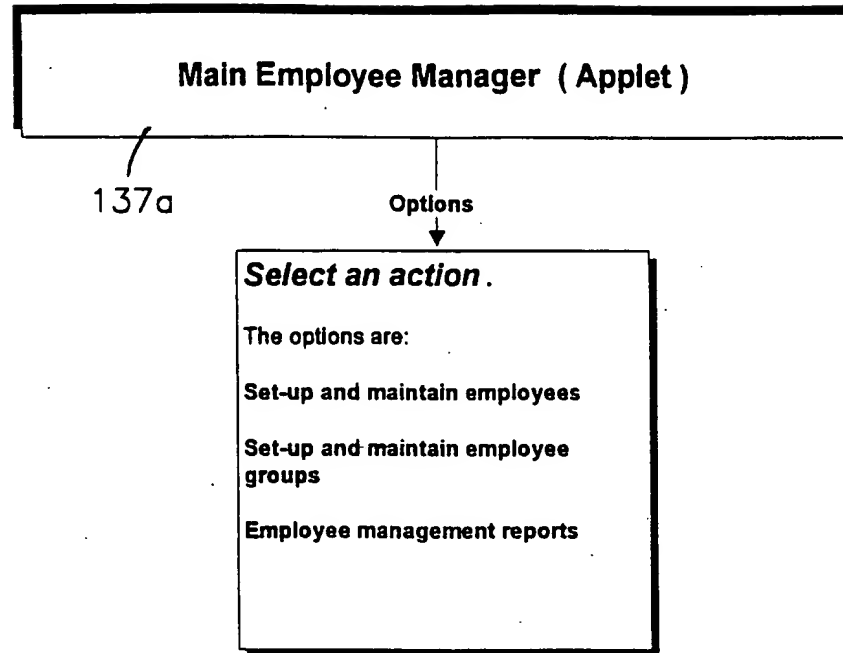 Main Employee Manager ( Applet )
137a
Options
Select an action .
The options are:
Set-up and maintain employees
Set-up and maintain employee
groups
Employee management reports